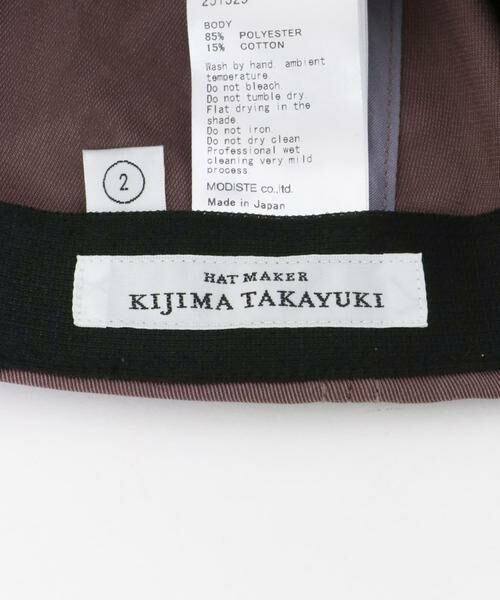 BODY
85% POLYESTER
15% COTTON
Wash by hand. ambient
temperature.
Do not bleach.
Do not tumble dry.
Flat drying in the
shade.
Do not iron.
Do not dry clean.
Professional wet
cleaning very mild
process.
MODISTE co.,ltd.
Made in Japan
2
HAT MAKER
KIJIMA TAKAYUKI